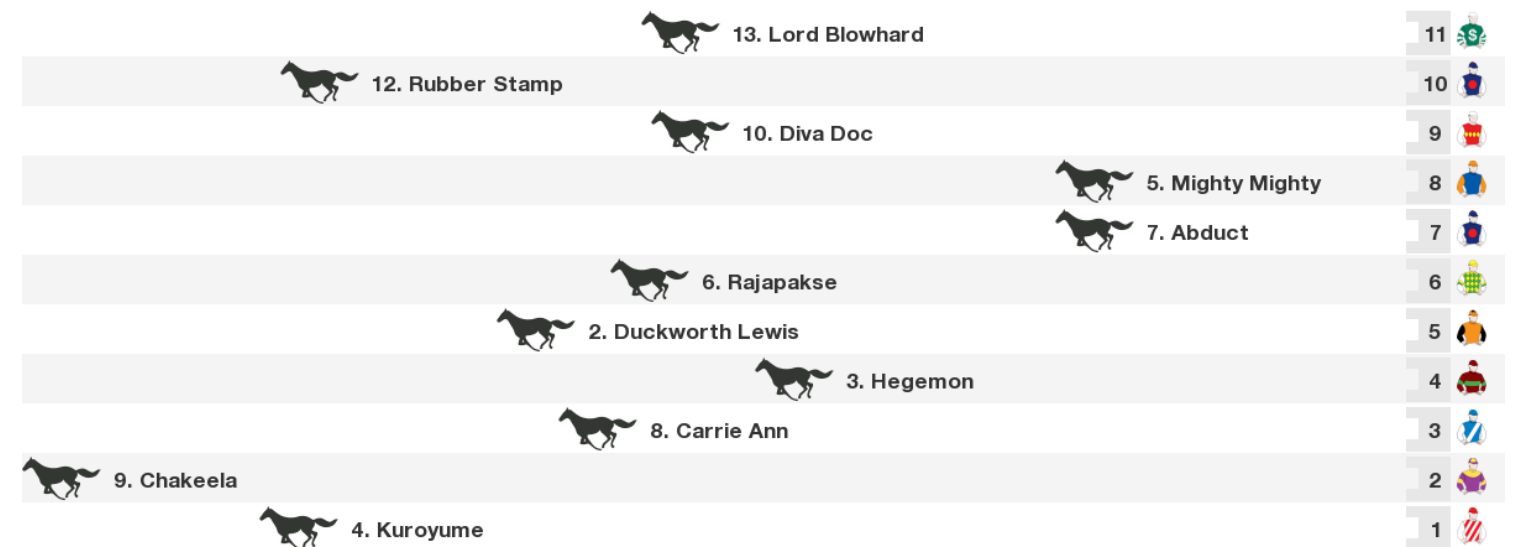 13. Lord Blowhard 11 $
12. Rubber Stamp 10
10. Diva Doc 9
5. Mighty Mighty 8
7. Abduct 7
6. Rajapakse 6
2. Duckworth Lewis 5
3. Hegemon 4
8. Carrie Ann 3
9. Chakeela 2
4. Kuroyume 1